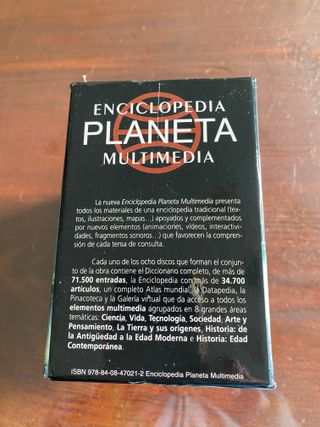 ENCICLOPEDIA
PLANETA
MULTIMEDIA
La nueva Enciclopedia Planeta Multimedia presenta
todos los materiales de una enciclopedia tradicional (tex-
tos, ilustraciones, mapas...) apoyados y complementados
por nuevos elementos (animaciones, vídeos, interactivi-
dades, fragmentos sonoros...) que favorecen la compren-
sión de cada tema de consulta.
Cada uno de los ocho discos que forman el conjun-
to de la obra contiene el Diccionario completo, de más de
71.500 entradas, la Enciclopedia con más de 34.700
artículos, un completo Atlas mundial, la Datapedia, la
Pinacoteca y la Galería virtual que da acceso a todos los
elementos multimedia agrupados en 8 grandes áreas
temáticas: Ciencia, Vida, Tecnología, Sociedad, Arte y
Pensamiento, La Tierra y sus orígenes, Historia: de
la Antigüedad a la Edad Moderna e Historia: Edad
Contemporánea.
ISBN 978-84-08-47021-2 Enciclopedia Planeta Multimedia